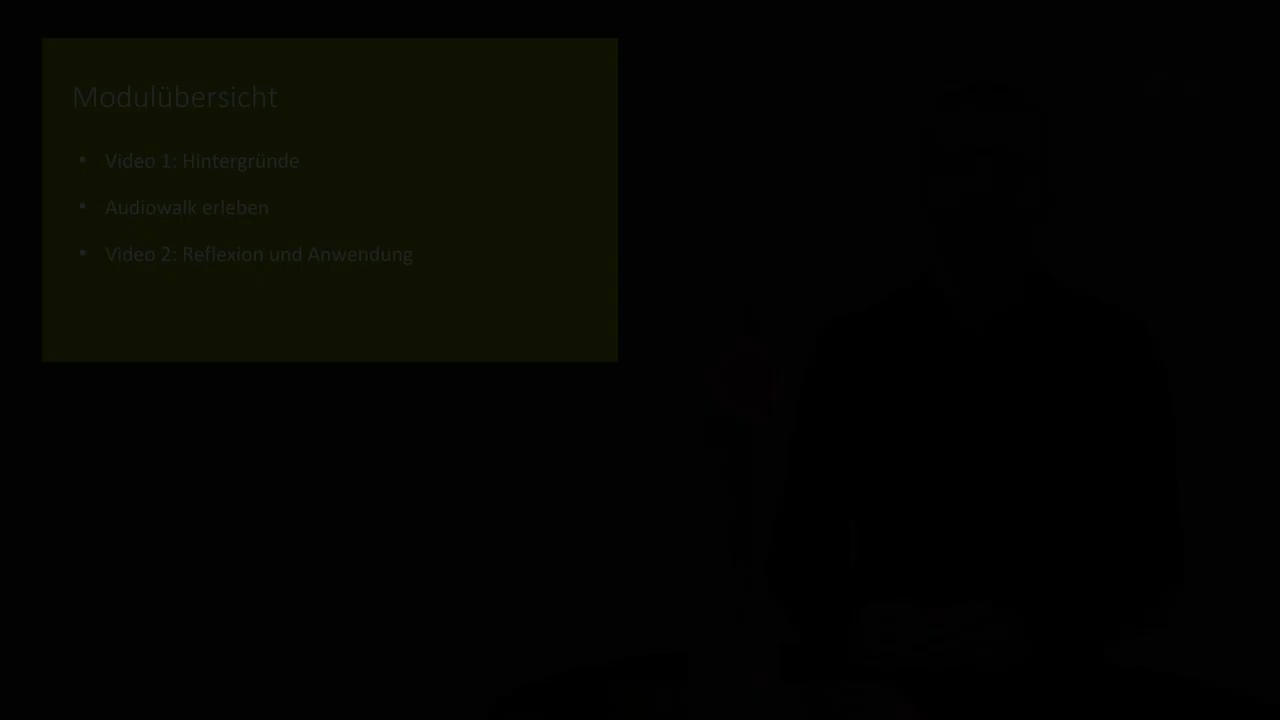 Modulübersicht
• Video 1: Hintergründe
• Audiowalk erleben
• Video 2: Reflexion und Anwendung